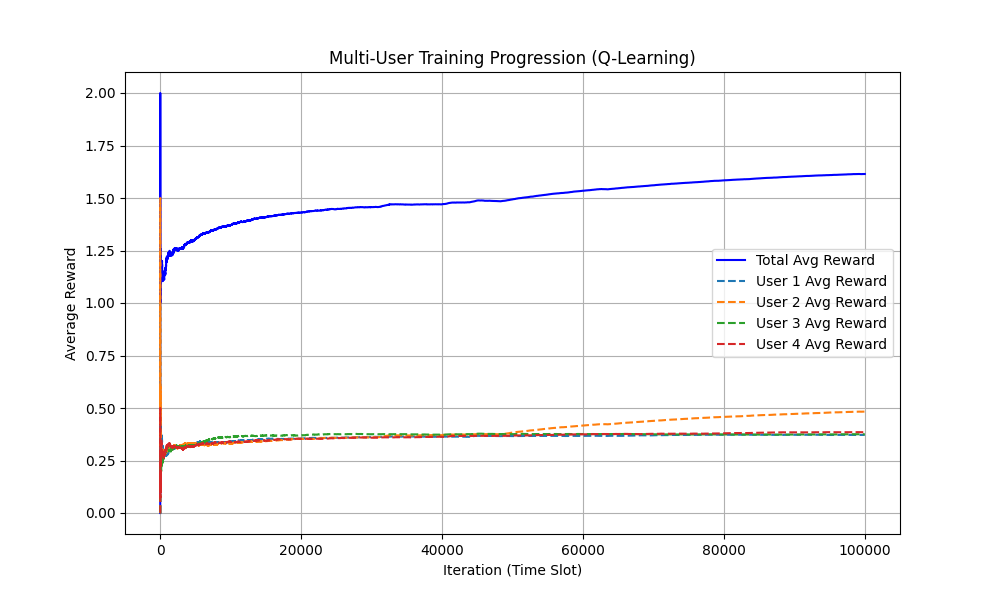 Multi-User Training Progression (Q-Learning)
Average Reward
2.00
1.75
1.50
1.25
1.00
0.75
0.50
0.25
0.00
Total Avg Reward
User 1 Avg Reward
User 2 Avg Reward
User 3 Avg Reward
User 4 Avg Reward
0 20000 40000 60000 80000 100000
Iteration (Time Slot)